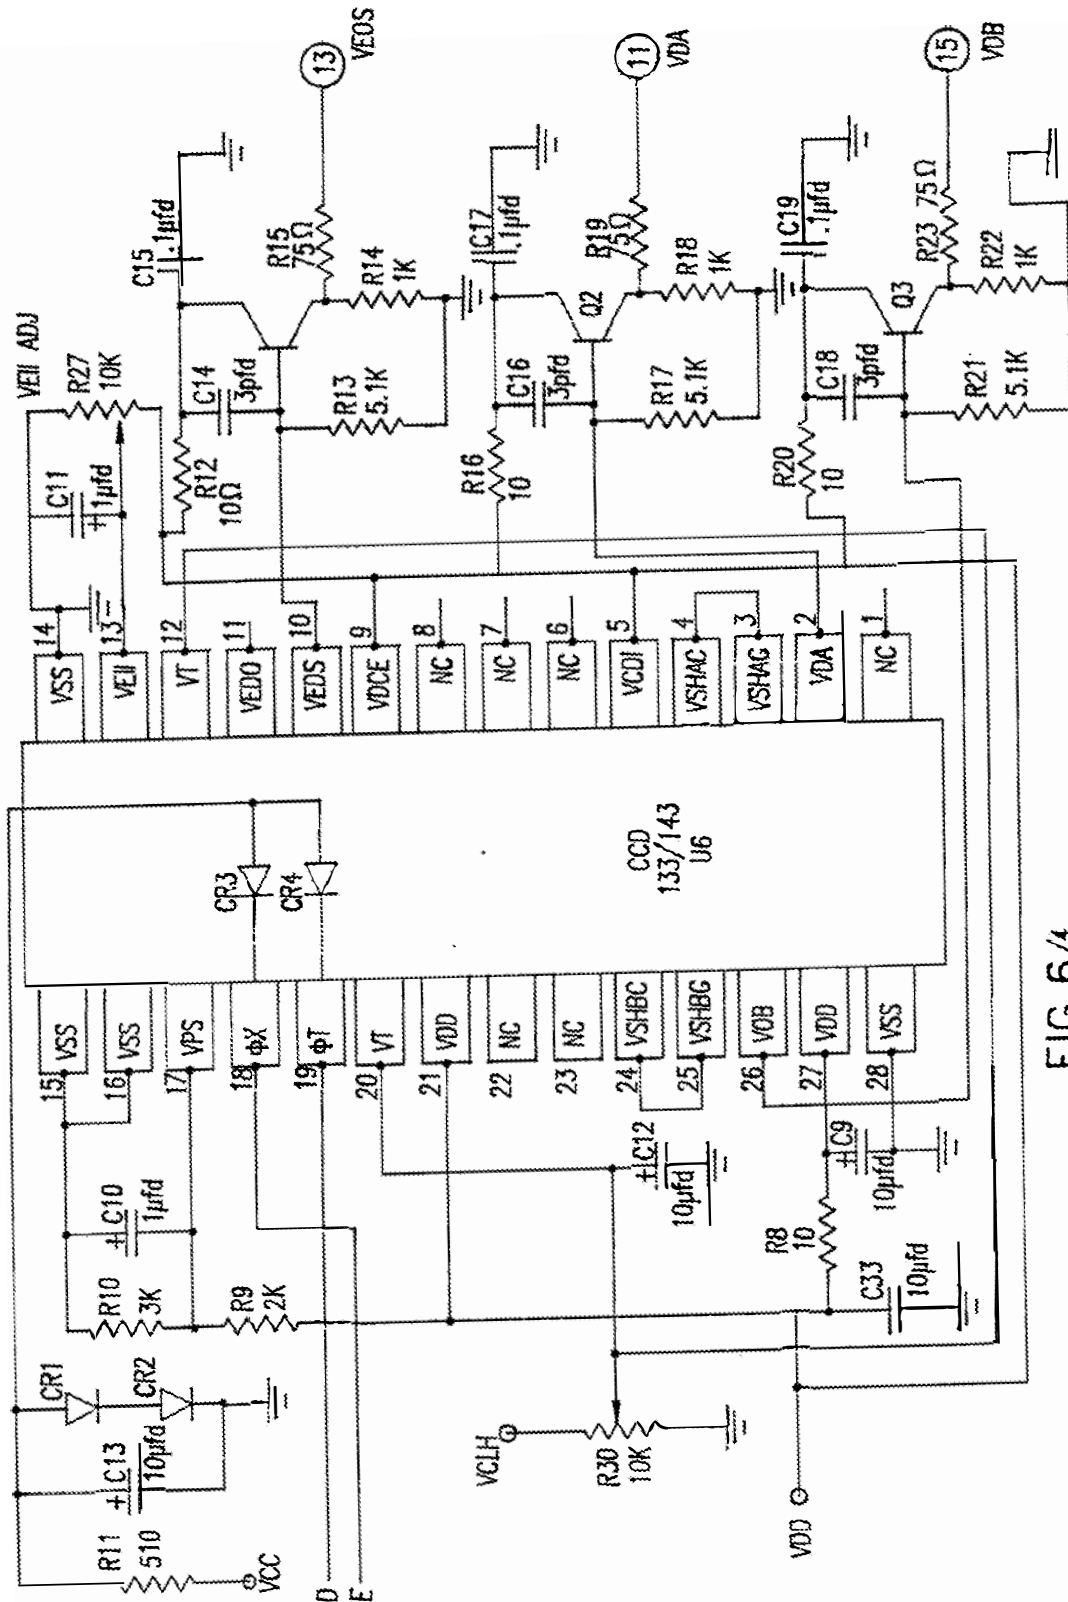 VEII ADJ
R27
10K
C11
1µfd
+
R12
10Ω
C15
.1µfd
C14
3pfd
R13
5.1K
R15
75Ω
R14
1K
13
VEOS
R16
10
C17
.1µfd
C16
3pfd
Q2
R17
5.1K
R19
75Ω
R18
1K
11
VDA
R20
10
C19
.1µfd
C18
3pfd
Q3
R21
5.1K
R23 75Ω
R22
1K
15
VDB
VSS 14
VEII 13
VT 12
VEDO 11
VEDS 10
VDCE 9
NC 8
NC 7
NC 6
VCDI 5
VSHAC 4
VSHAG 3
VDA 2
NC 1
CR3
CR4
CCD
133/143
U6
15 VSS
16 VSS
17 VPS
18 ϕX
19 ϕT
20 VT
21 VDD
22 NC
23 NC
24 VSHBC
25 VSHBG
26 VOB
27 VDD
28 VSS
+
C10
1µfd
R10
3K
R9
2K
CR1
CR2
+
C13
10µfd
R11
510
VCC
D
E
+
C12
10µfd
VCLH
R30
10K
R8
10
+
C9
10µfd
C33
10µfd
VDD
FIG. 6/4